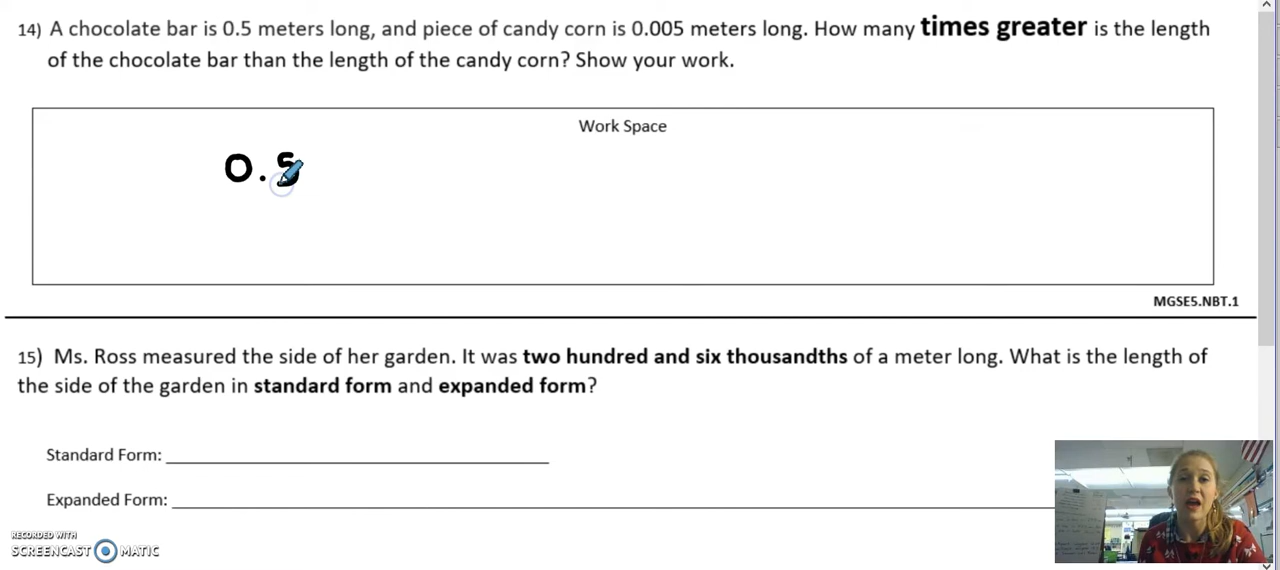 14) A chocolate bar is 0.5 meters long, and piece of candy corn is 0.005 meters long. How many times greater is the length
of the chocolate bar than the length of the candy corn? Show your work.
Work Space
0.5
MGSE5.NBT.1
15) Ms. Ross measured the side of her garden. It was two hundred and six thousandths of a meter long. What is the length of
the side of the garden in standard form and expanded form?
Standard Form: ______________________
Expanded Form: ______________________
RECORDED WITH
SCREENCAST MATIC